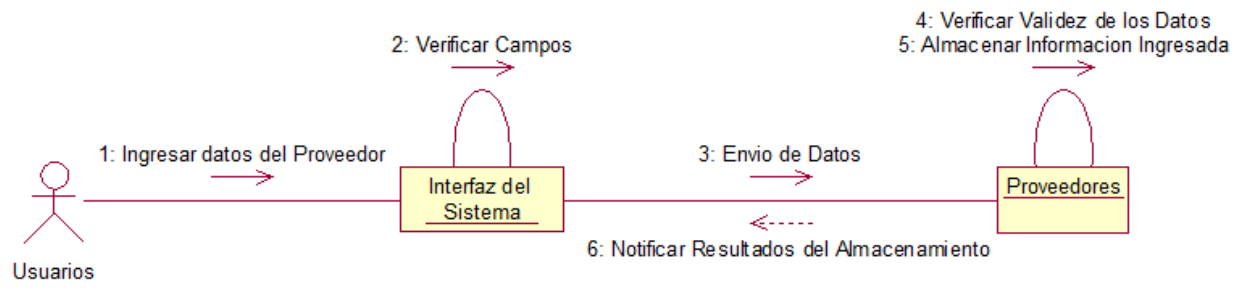 4: Verificar Validez de los Datos
2: Verificar Campos
5: Almacenar Informacion Ingresada
1: Ingresar datos del Proveedor
3: Envio de Datos
Interfaz del
Sistema
Proveedores
6: Notificar Resultados del Almacenamiento
Usuarios